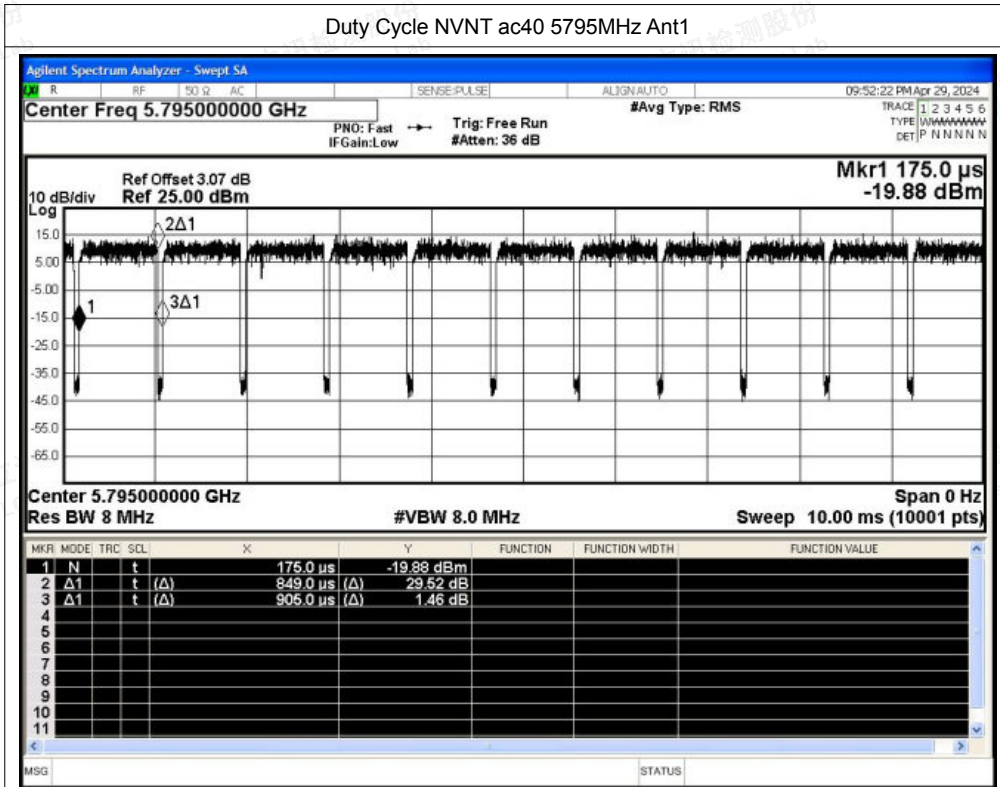 Duty Cycle NVNT ac40 5795MHz Ant1
Agilent Spectrum Analyzer - Swept SA
R RF 50 Ω AC SENSE:PULSE ALIGN AUTO 09:52:22 PM Apr 29, 2024
Center Freq 5.795000000 GHz #Avg Type: RMS TRACE 1 2 3 4 5 6
PNO: Fast Trig: Free Run TYPE
IFGain:Low #Atten: 36 dB DET P N N N N N
Mkr1 175.0 µs
Ref Offset 3.07 dB
10 dB/div Ref 25.00 dBm -19.88 dBm
Log
15.0
2Δ1
5.00
-5.00
3Δ1
1
-15.0
-25.0
-35.0
-45.0
-55.0
-65.0
Center 5.795000000 GHz Span 0 Hz
Res BW 8 MHz #VBW 8.0 MHz Sweep 10.00 ms (10001 pts)
MKR MODE TRC SCL X Y FUNCTION FUNCTION WIDTH FUNCTION VALUE
1 N t 175.0 µs -19.88 dBm
2 Δ1 t (Δ) 849.0 µs (Δ) 29.52 dB
3 Δ1 t (Δ) 905.0 µs (Δ) 1.46 dB
4
5
6
7
8
9
10
11
MSG STATUS